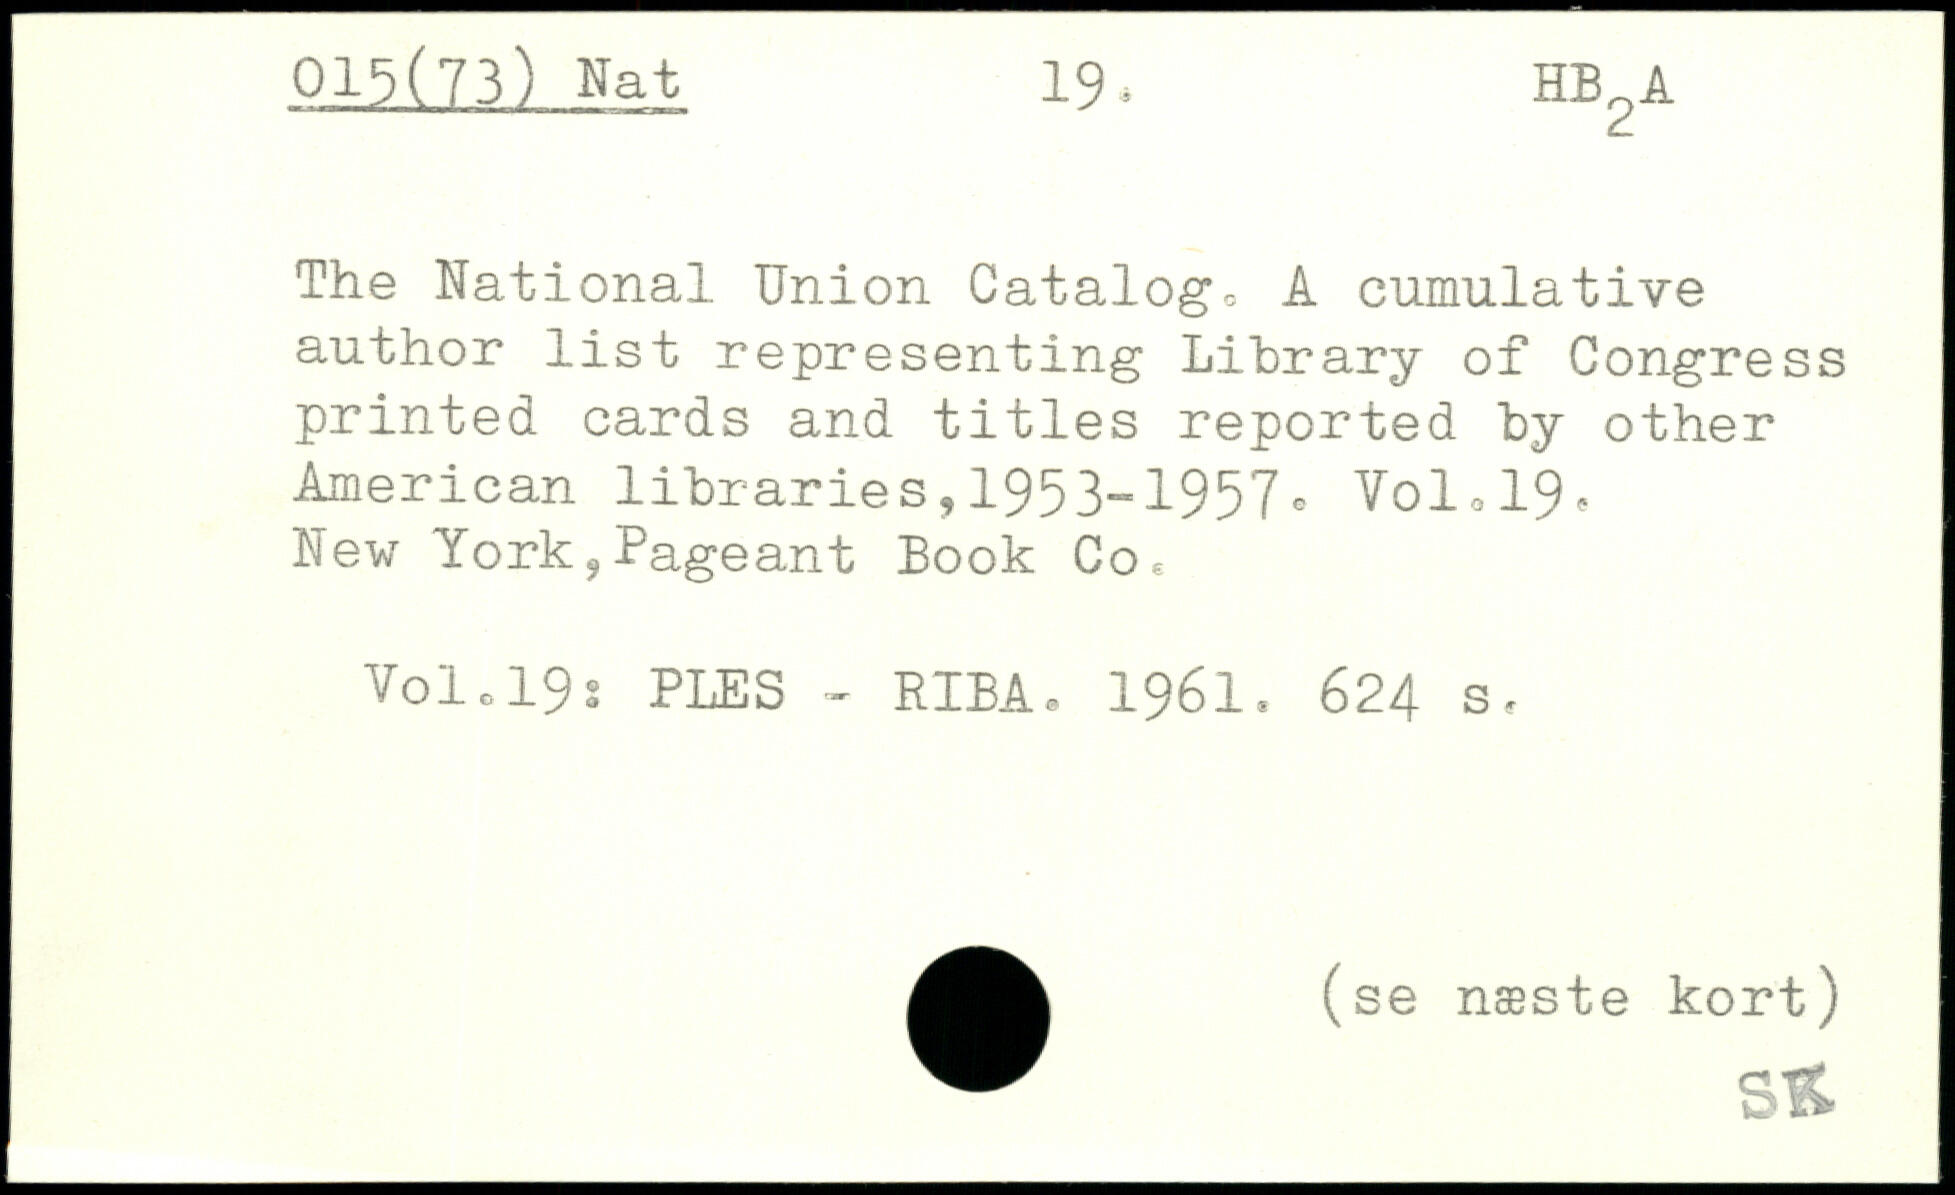 015(73) Nat 19. HB₂A
The National Union Catalog. A cumulative
author list representing Library of Congress
printed cards and titles reported by other
American libraries,1953-1957. Vol.19.
New York,Pageant Book Co.
Vol.19: PLES - RIBA. 1961. 624 s.
(se næste kort)
SK